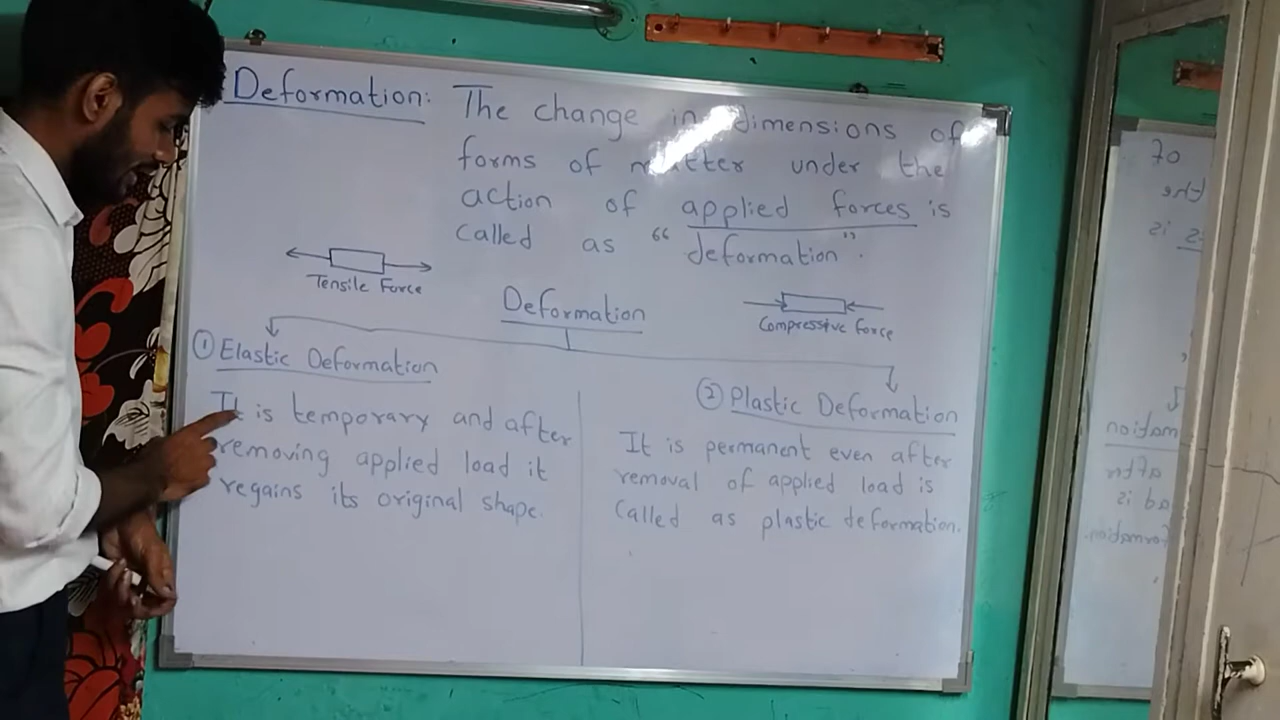 Deformation: The change in dimensions of
forms of matter under the
action of applied forces is
called as “deformation”.
Tensile Force
Deformation
Compressive Force
① Elastic Deformation
It is temporary and after
removing applied load it
regains its original shape.
② Plastic Deformation
It is permanent even after
removal of applied load is
called as plastic deformation.